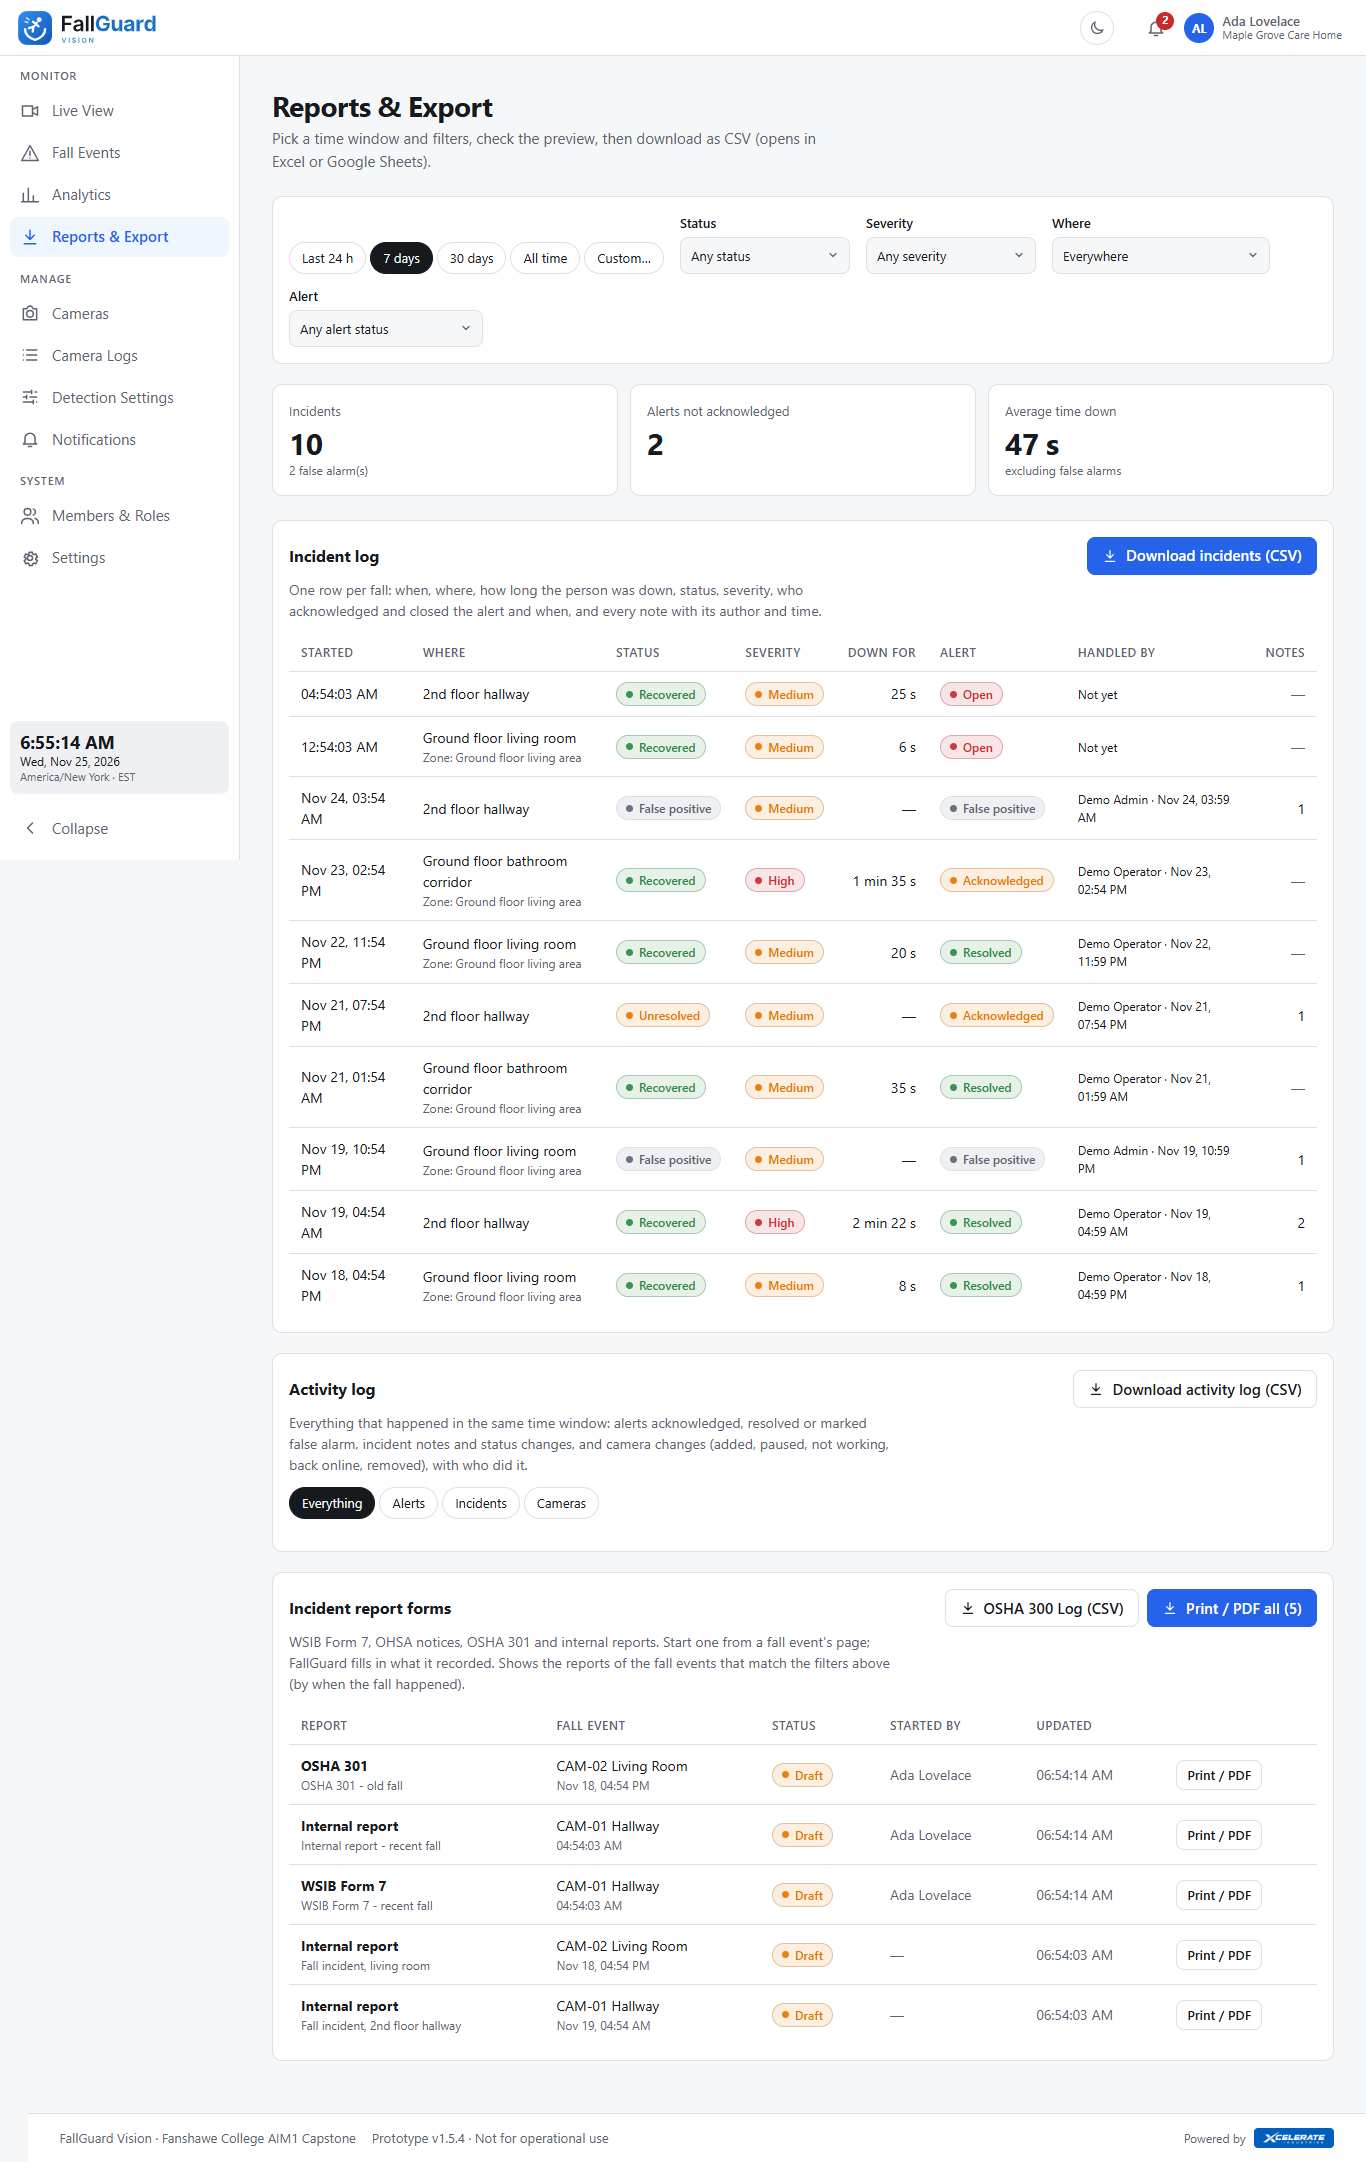 FallGuard
VISION
2
AL
Ada Lovelace
Maple Grove Care Home
MONITOR
Live View
Fall Events
Analytics
Reports & Export
MANAGE
Cameras
Camera Logs
Detection Settings
Notifications
SYSTEM
Members & Roles
Settings
6:55:14 AM
Wed, Nov 25, 2026
America/New York · EST
Collapse
Reports & Export
Pick a time window and filters, check the preview, then download as CSV (opens in
Excel or Google Sheets).
Last 24 h
7 days
30 days
All time
Custom...
Status
Any status
Severity
Any severity
Where
Everywhere
Alert
Any alert status
Incidents
10
2 false alarm(s)
Alerts not acknowledged
2
Average time down
47 s
excluding false alarms
Incident log
Download incidents (CSV)
One row per fall: when, where, how long the person was down, status, severity, who
acknowledged and closed the alert and when, and every note with its author and time.
STARTED WHERE STATUS SEVERITY DOWN FOR ALERT HANDLED BY NOTES
04:54:03 AM 2nd floor hallway Recovered Medium 25 s Open Not yet —
12:54:03 AM Ground floor living room Recovered Medium 6 s Open Not yet —
Zone: Ground floor living area
Nov 24, 03:54 2nd floor hallway False positive Medium — False positive Demo Admin · Nov 24, 03:59 1
AM AM
Nov 23, 02:54 Ground floor bathroom Recovered High 1 min 35 s Acknowledged Demo Operator · Nov 23, —
PM corridor 02:54 PM
Zone: Ground floor living area
Nov 22, 11:54 Ground floor living room Recovered Medium 20 s Resolved Demo Operator · Nov 22, —
PM Zone: Ground floor living area 11:59 PM
Nov 21, 07:54 2nd floor hallway Unresolved Medium — Acknowledged Demo Operator · Nov 21, 1
PM 07:54 PM
Nov 21, 01:54 Ground floor bathroom Recovered Medium 35 s Resolved Demo Operator · Nov 21, —
AM corridor 01:59 AM
Zone: Ground floor living area
Nov 19, 10:54 Ground floor living room False positive Medium — False positive Demo Admin · Nov 19, 10:59 1
PM Zone: Ground floor living area PM
Nov 19, 04:54 2nd floor hallway Recovered High 2 min 22 s Resolved Demo Operator · Nov 19, 2
AM 04:59 AM
Nov 18, 04:54 Ground floor living room Recovered Medium 8 s Resolved Demo Operator · Nov 18, 1
PM Zone: Ground floor living area 04:59 PM
Activity log
Download activity log (CSV)
Everything that happened in the same time window: alerts acknowledged, resolved or marked
false alarm, incident notes and status changes, and camera changes (added, paused, not working,
back online, removed), with who did it.
Everything
Alerts
Incidents
Cameras
Incident report forms
OSHA 300 Log (CSV)
Print / PDF all (5)
WSIB Form 7, OHSA notices, OSHA 301 and internal reports. Start one from a fall event's page;
FallGuard fills in what it recorded. Shows the reports of the fall events that match the filters above
(by when the fall happened).
REPORT FALL EVENT STATUS STARTED BY UPDATED
OSHA 301 CAM-02 Living Room Draft Ada Lovelace 06:54:14 AM Print / PDF
OSHA 301 - old fall Nov 18, 04:54 PM
Internal report CAM-01 Hallway Draft Ada Lovelace 06:54:14 AM Print / PDF
Internal report - recent fall 04:54:03 AM
WSIB Form 7 CAM-01 Hallway Draft Ada Lovelace 06:54:14 AM Print / PDF
WSIB Form 7 - recent fall 04:54:03 AM
Internal report CAM-02 Living Room Draft — 06:54:03 AM Print / PDF
Fall incident, living room Nov 18, 04:54 PM
Internal report CAM-01 Hallway Draft — 06:54:03 AM Print / PDF
Fall incident, 2nd floor hallway Nov 19, 04:54 AM
FallGuard Vision · Fanshawe College AIM1 Capstone Prototype v1.5.4 · Not for operational use
Powered by XCELERATE